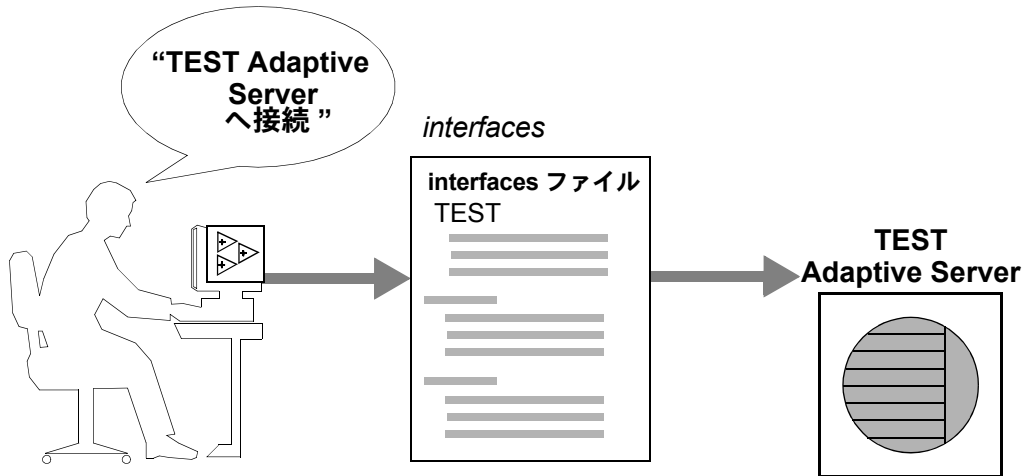 “TEST Adaptive
Server
へ接続 ”
interfaces
interfaces ファイル
TEST
TEST
Adaptive Server